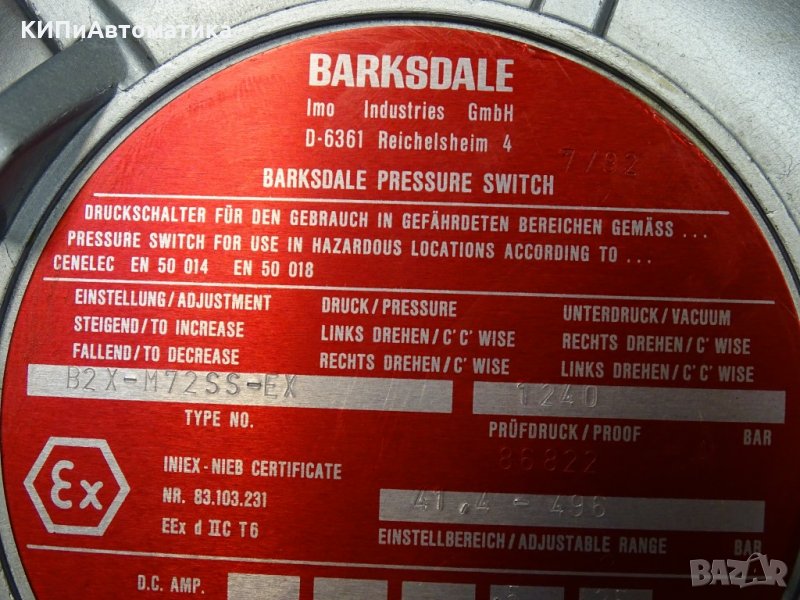 КИПиАвтоматика
BARKSDALE
Imo Industries GmbH
D-6361 Reichelsheim 4
7/92
BARKSDALE PRESSURE SWITCH
DRUCKSCHALTER FÜR DEN GEBRAUCH IN GEFÄHRDETEN BEREICHEN GEMÄSS ...
PRESSURE SWITCH FOR USE IN HAZARDOUS LOCATIONS ACCORDING TO ...
CENELEC EN 50 014 EN 50 018
EINSTELLUNG/ADJUSTMENT DRUCK/PRESSURE UNTERDRUCK/VACUUM
STEIGEND/TO INCREASE LINKS DREHEN/C'C'WISE RECHTS DREHEN/C'WISE
FALLEND/TO DECREASE RECHTS DREHEN/C'WISE LINKS DREHEN/C'C'WISE
B2X-M72SS-EX 1240
TYPE NO. PRÜFDRUCK/PROOF BAR
86822
Ex
INIEX-NIEB CERTIFICATE
NR. 83.103.231
EEx d IIC T6
41.4 - 496
EINSTELLBEREICH/ADJUSTABLE RANGE BAR
D.C. AMP.
BAZAR